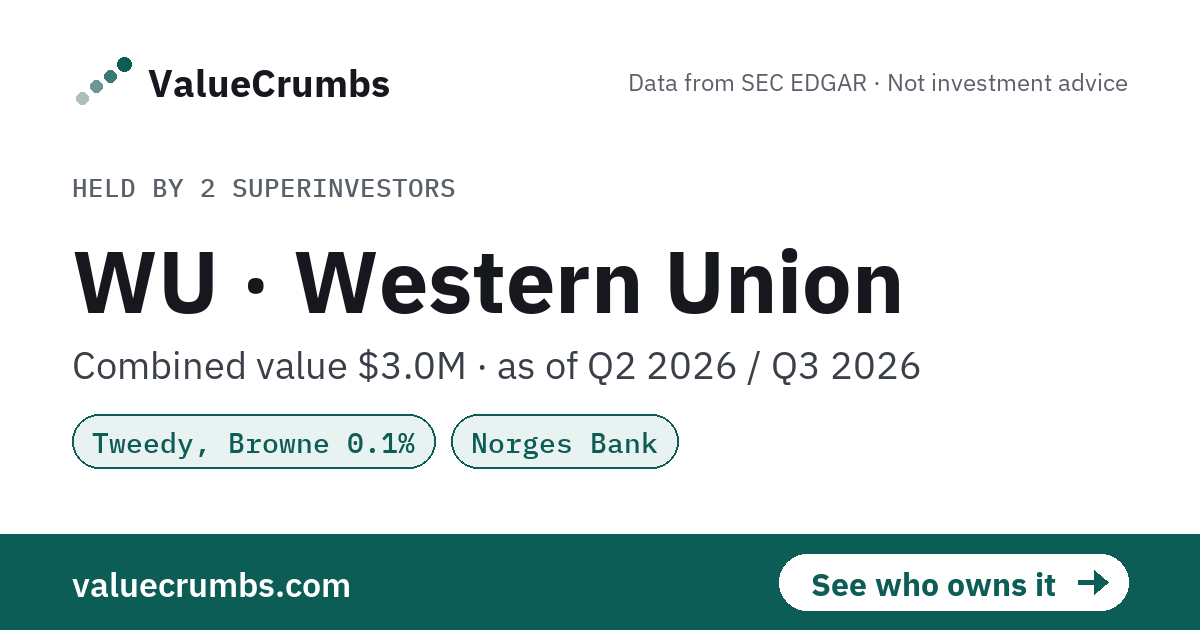 ValueCrumbs
Data from SEC EDGAR · Not investment advice
HELD BY 2 SUPERINVESTORS
WU · Western Union
Combined value $3.0M · as of Q2 2026 / Q3 2026
Tweedy, Browne 0.1%
Norges Bank
valuecrumbs.com
See who owns it